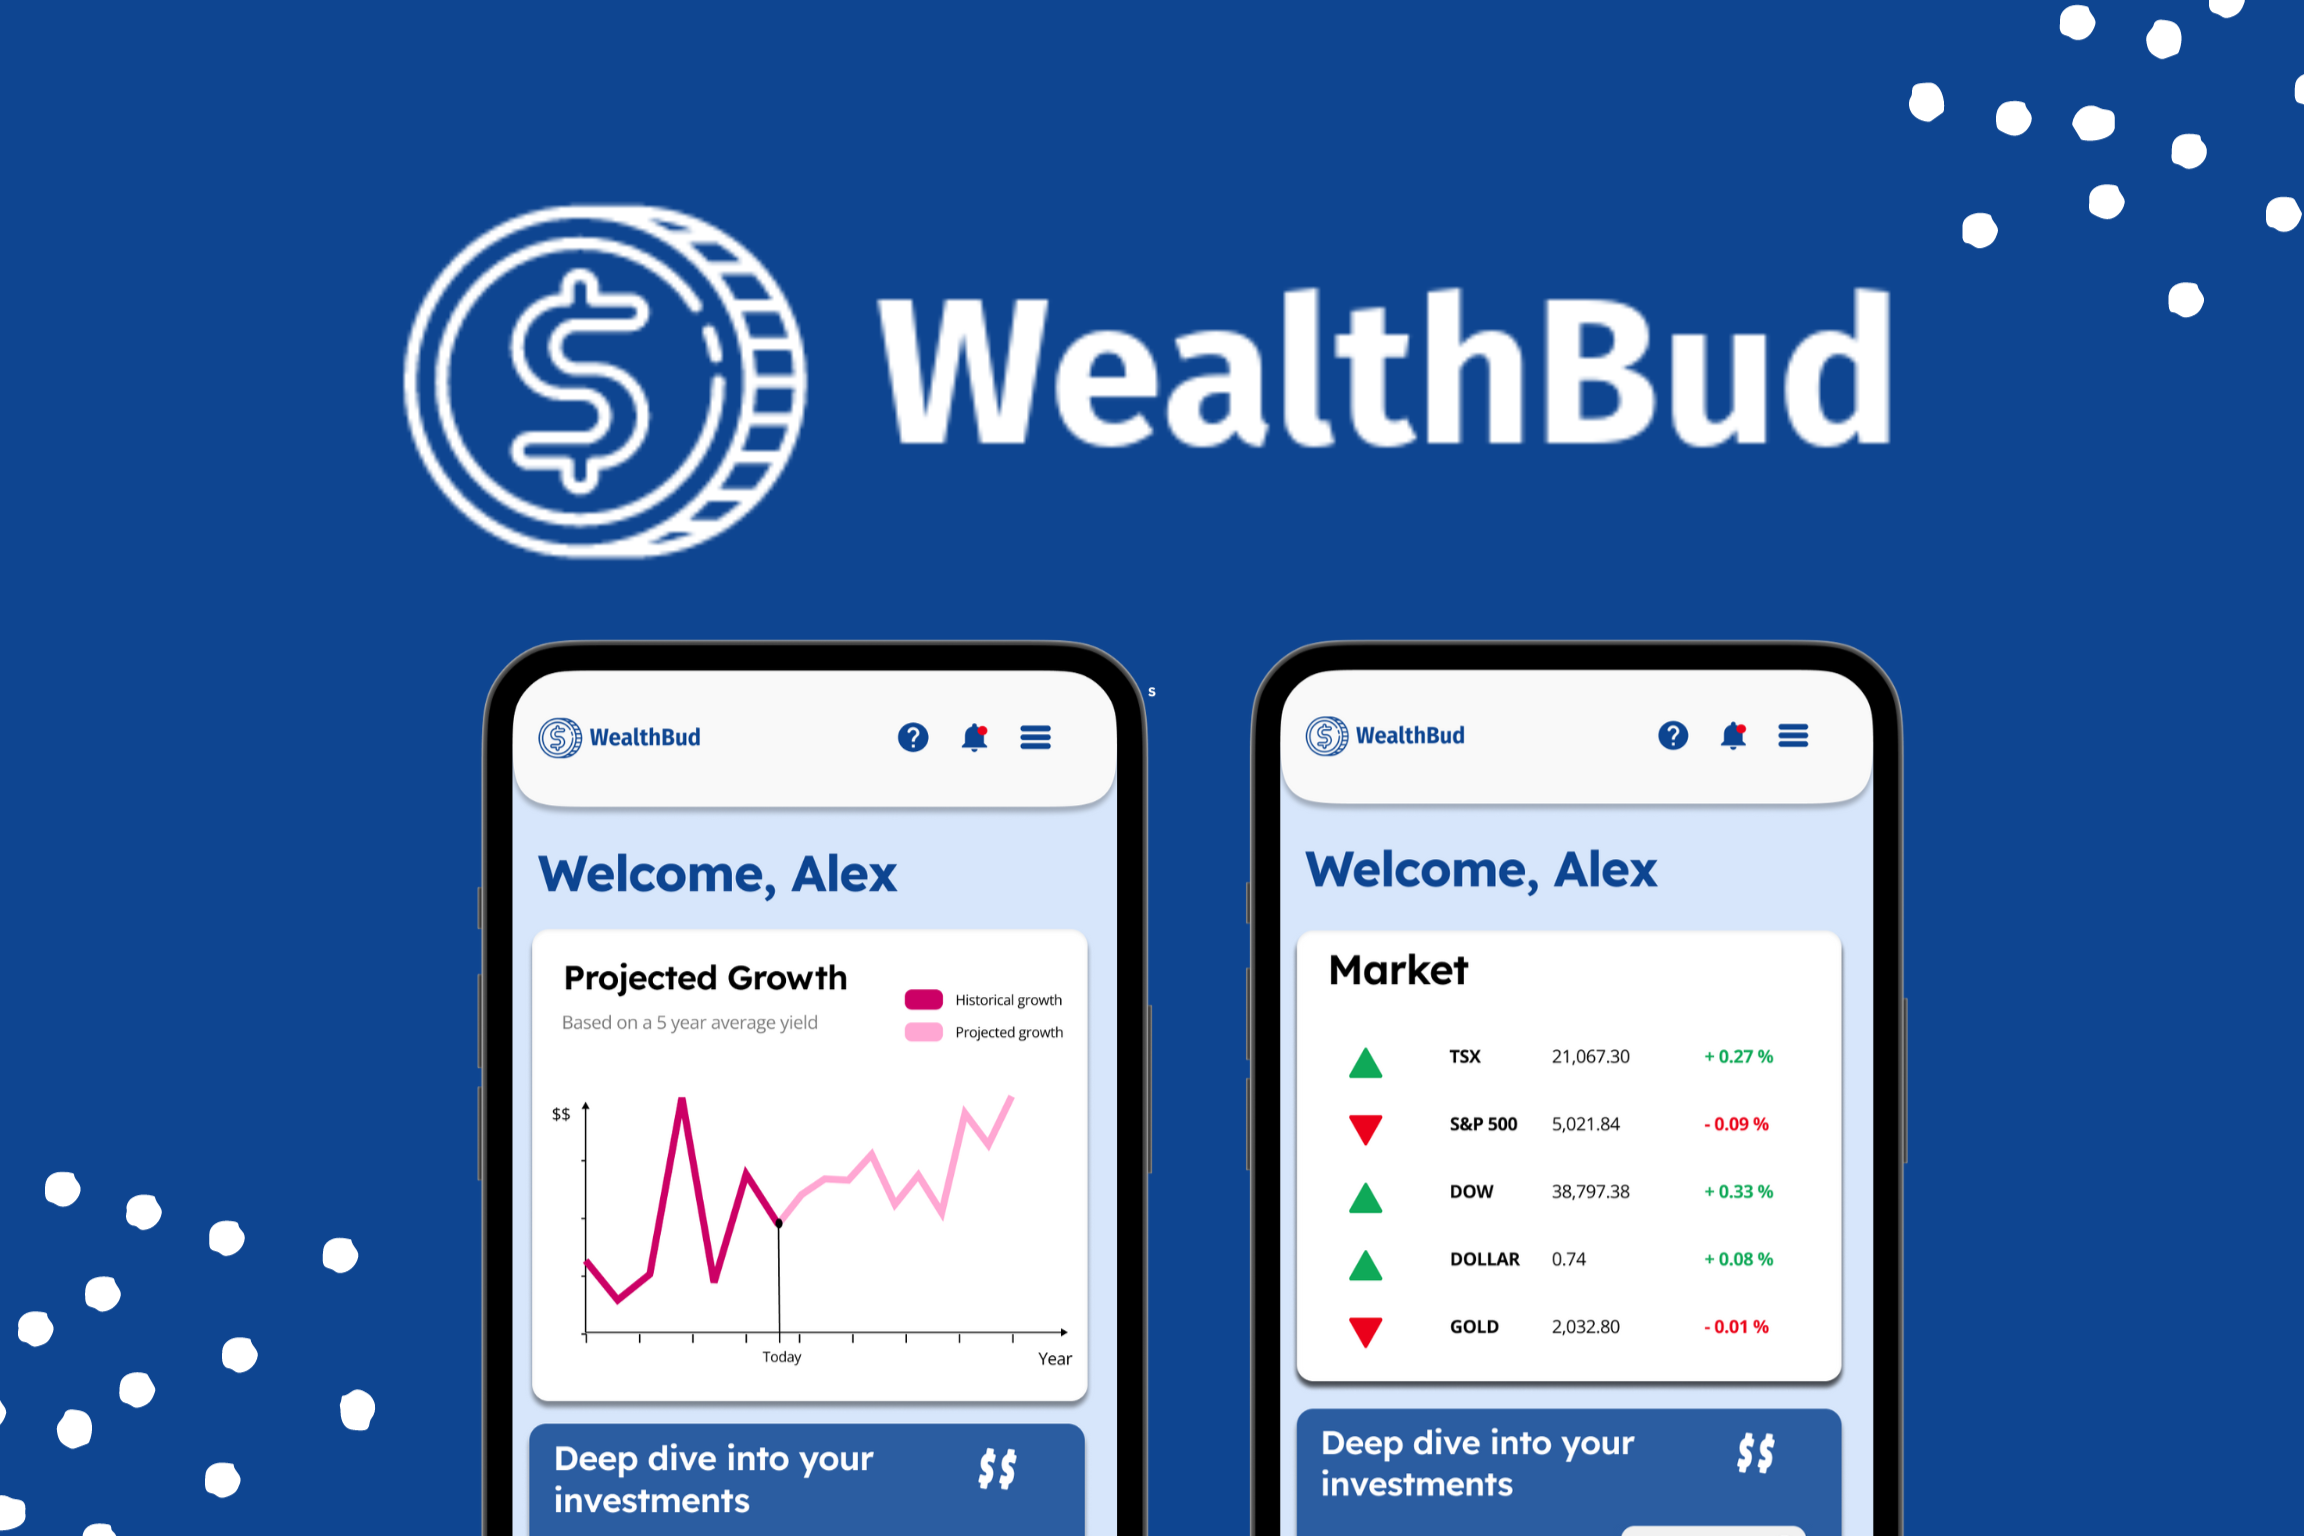 WealthBud
s
WealthBud
Welcome, Alex
Projected Growth
Based on a 5 year average yield
Historical growth
Projected growth
$$
Today
Year
Deep dive into your
investments
$$
WealthBud
Welcome, Alex
Market
TSX 21,067.30 + 0.27 %
S&P 500 5,021.84 - 0.09 %
DOW 38,797.38 + 0.33 %
DOLLAR 0.74 + 0.08 %
GOLD 2,032.80 - 0.01 %
Deep dive into your
investments
$$